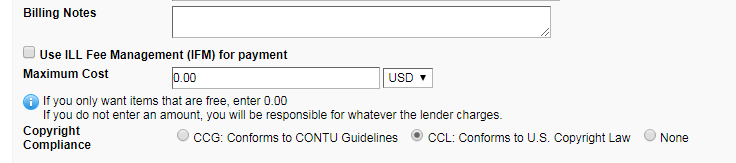 Billing Notes
Use ILL Fee Management (IFM) for payment
Maximum Cost 0.00 USD
If you only want items that are free, enter 0.00
If you do not enter an amount, you will be responsible for whatever the lender charges.
Copyright Compliance CCG: Conforms to CONTU Guidelines CCL: Conforms to U.S. Copyright Law None